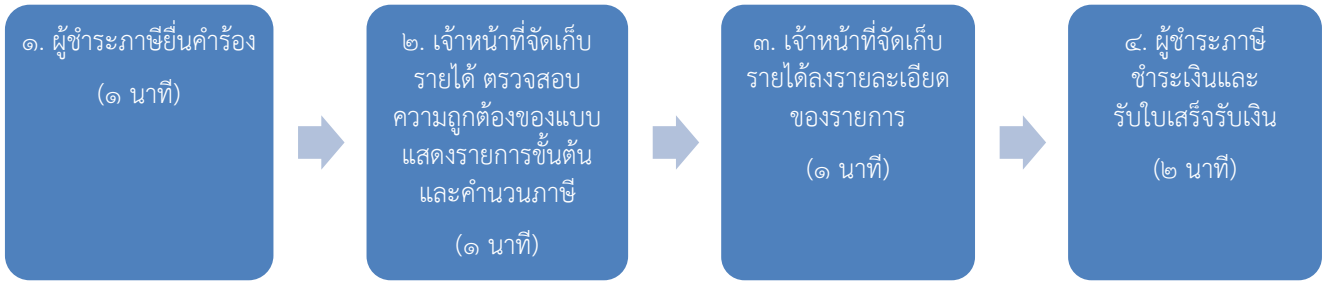 ๑. ผู้ชำระภาษียื่นคำร้อง
(๑ นาที)
๒. เจ้าหน้าที่จัดเก็บ
รายได้ ตรวจสอบ
ความถูกต้องของแบบ
แสดงรายการขั้นต้น
และคำนวนภาษี
(๑ นาที)
๓. เจ้าหน้าที่จัดเก็บ
รายได้ลงรายละเอียด
ของรายการ
(๑ นาที)
๔. ผู้ชำระภาษี
ชำระเงินและ
รับใบเสร็จรับเงิน
(๒ นาที)